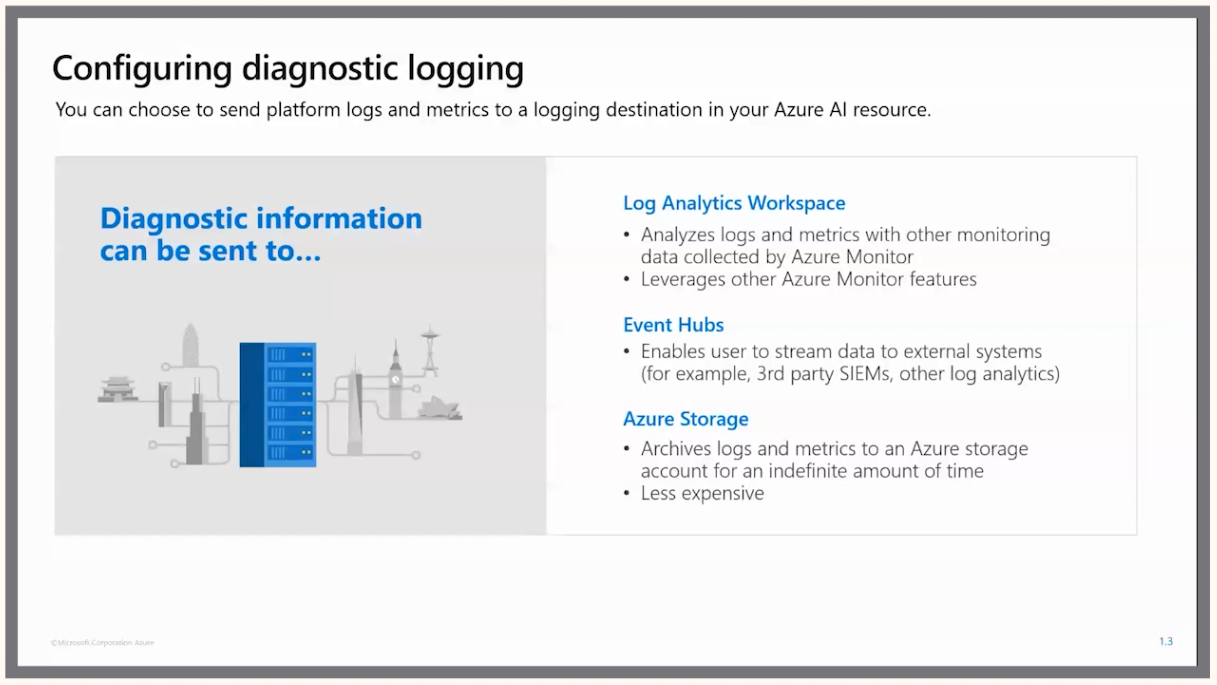 Configuring diagnostic logging
You can choose to send platform logs and metrics to a logging destination in your Azure AI resource.
Diagnostic information
can be sent to...
Log Analytics Workspace
• Analyzes logs and metrics with other monitoring
data collected by Azure Monitor
• Leverages other Azure Monitor features
Event Hubs
• Enables user to stream data to external systems
(for example, 3rd party SIEMs, other log analytics)
Azure Storage
• Archives logs and metrics to an Azure storage
account for an indefinite amount of time
• Less expensive
©Microsoft Corporation Azure
1.3